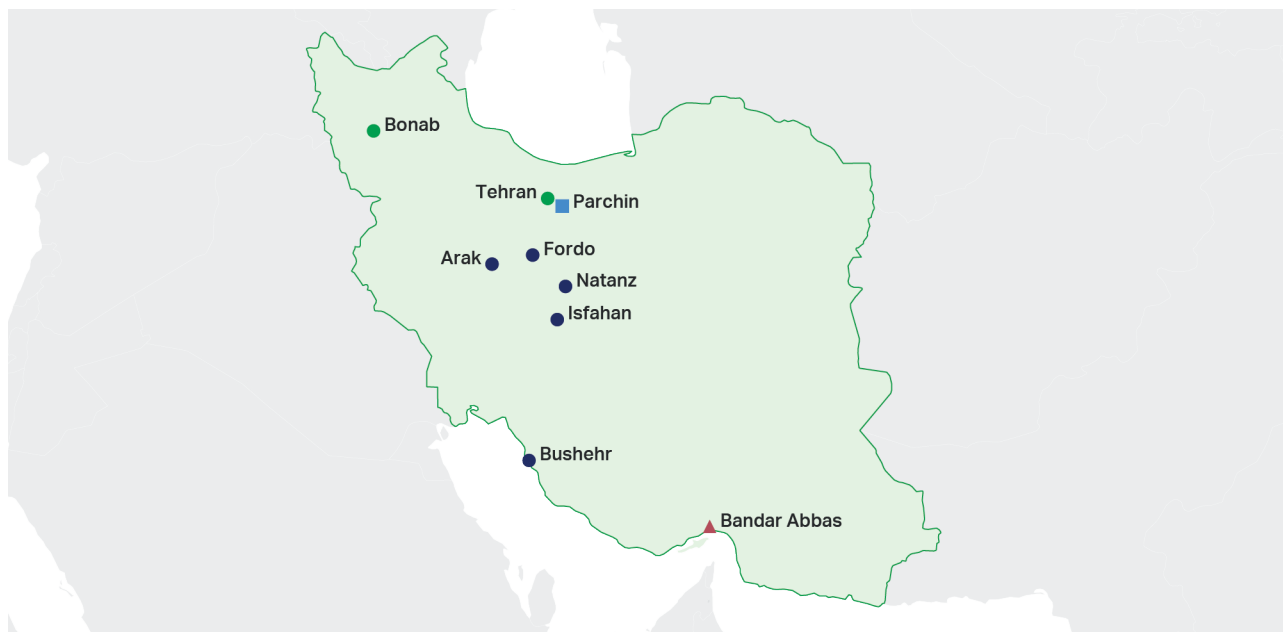 Bonab
Tehran
Parchin
Fordo
Arak
Natanz
Isfahan
Bushehr
Bandar Abbas